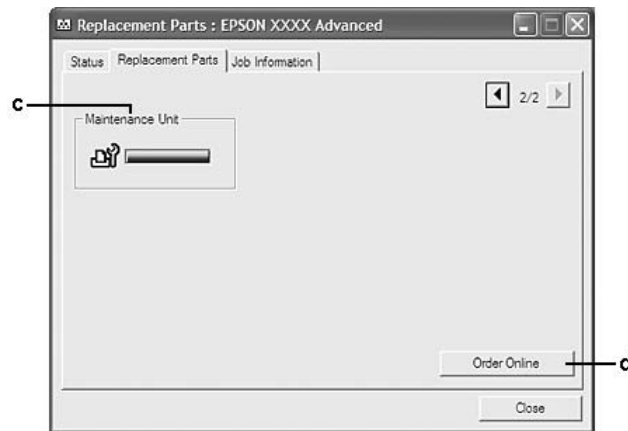 Replacement Parts : EPSON XXXX Advanced
Status Replacement Parts Job Information
2/2
c
Maintenance Unit
Order Online
d
Close